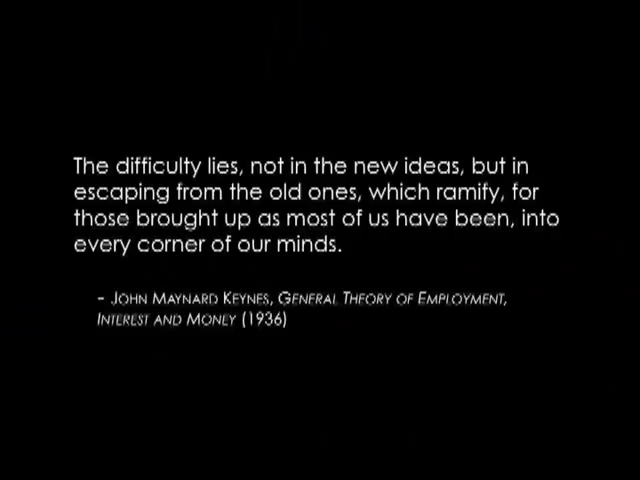 The difficulty lies, not in the new ideas, but in
escaping from the old ones, which ramify, for
those brought up as most of us have been, into
every corner of our minds.
- JOHN MAYNARD KEYNES, GENERAL THEORY OF EMPLOYMENT,
INTEREST AND MONEY (1936)